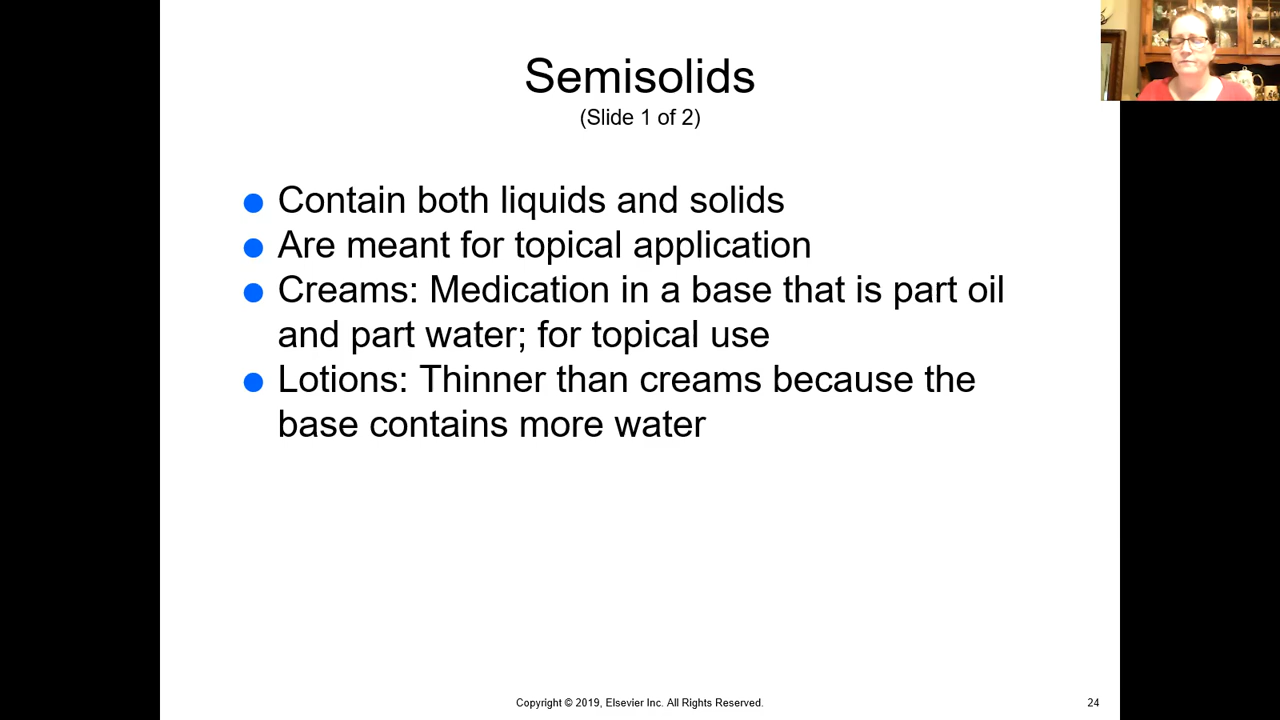 Semisolids
(Slide 1 of 2)
Contain both liquids and solids
Are meant for topical application
Creams: Medication in a base that is part oil
and part water; for topical use
Lotions: Thinner than creams because the
base contains more water
Copyright © 2019, Elsevier Inc. All Rights Reserved.
24